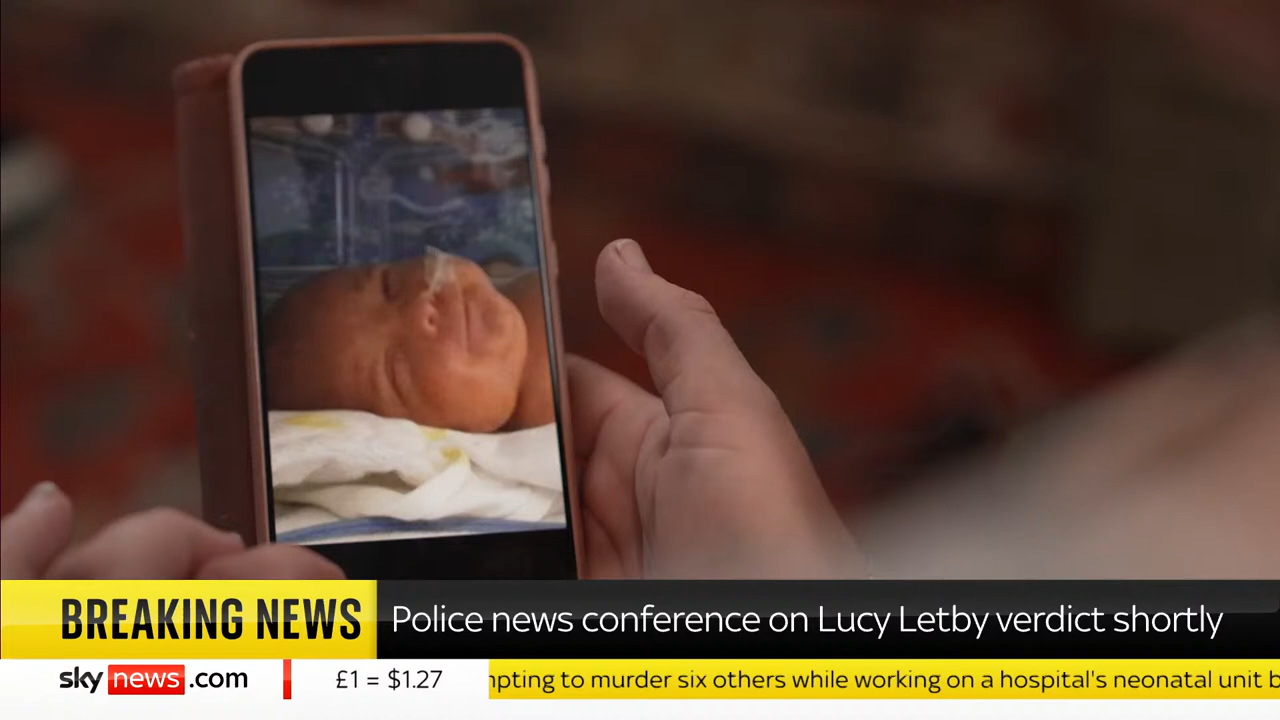 BREAKING NEWS
Police news conference on Lucy Letby verdict shortly
sky news .com
£1 = $1.27
to murder six others while working on a hospital's neonatal unit